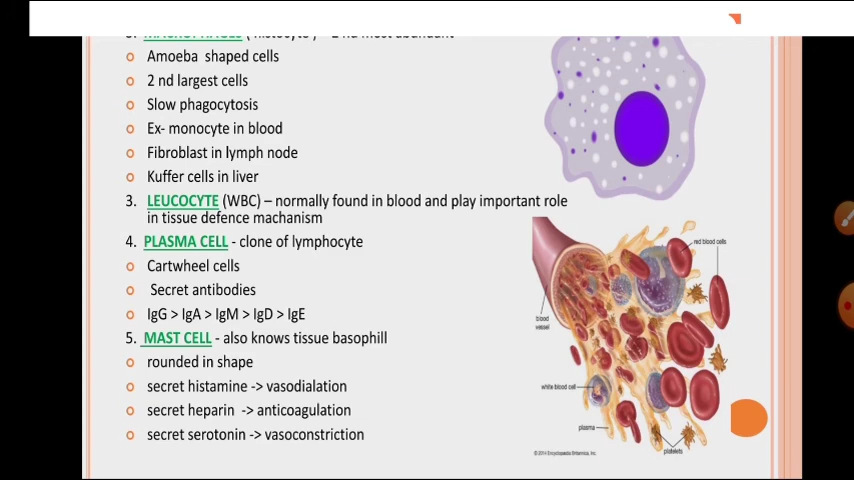 Amoeba shaped cells
2 nd largest cells
Slow phagocytosis
Ex- monocyte in blood
Fibroblast in lymph node
Kuffer cells in liver
3. LEUCOCYTE (WBC) – normally found in blood and play important role
in tissue defence machanism
4. PLASMA CELL - clone of lymphocyte
Cartwheel cells
Secret antibodies
IgG > IgA > IgM > IgD > IgE
5. MAST CELL - also knows tissue basophill
rounded in shape
secret histamine -> vasodialation
secret heparin -> anticoagulation
secret serotonin -> vasoconstriction
red blood cells
blood
vessel
white blood cell
plasma
platelets
© 2014 Encyclopædia Britannica, Inc.